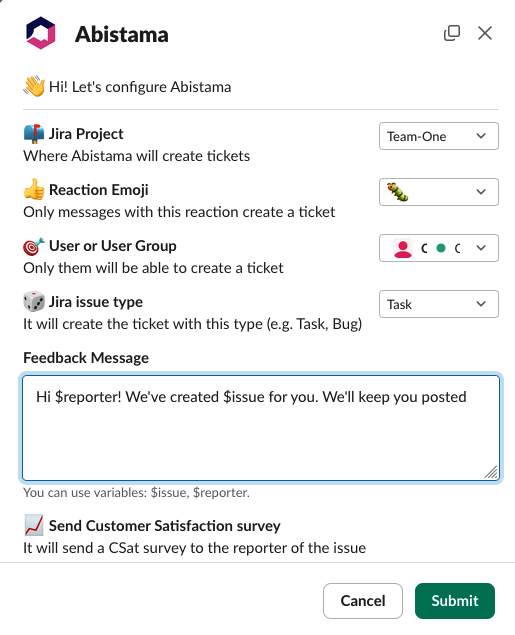 Abistama
Hi! Let's configure Abistama
Jira Project
Team-One
Where Abistama will create tickets
Reaction Emoji
Only messages with this reaction create a ticket
User or User Group
Only them will be able to create a ticket
Jira issue type
Task
It will create the ticket with this type (e.g. Task, Bug)
Feedback Message
Hi $reporter! We've created $issue for you. We'll keep you posted
You can use variables: $issue, $reporter.
Send Customer Satisfaction survey
It will send a CSat survey to the reporter of the issue
Cancel
Submit